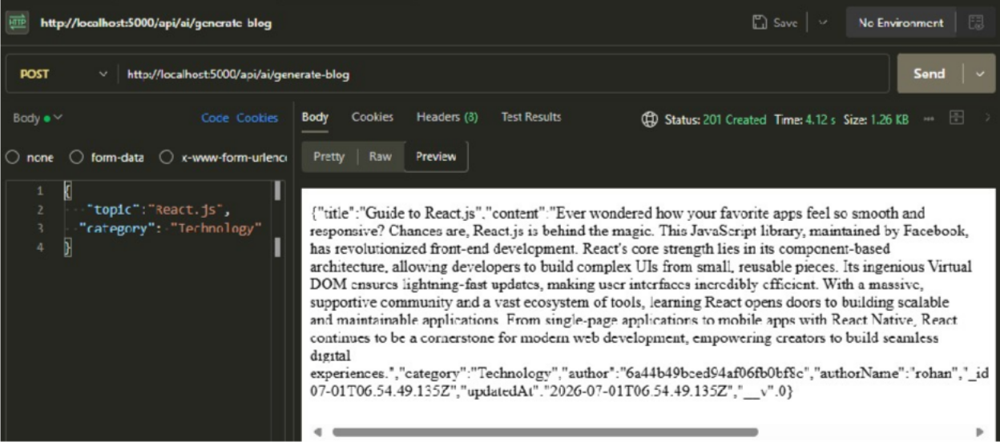 HTTP http://localhost:5000/api/ai/generate-blog Save No Environment
POST http://localhost:5000/api/ai/generate-blog Send
Body Code Cookies
none form-data x-www-form-urlenc
1 {
2 "topic":"React.js",
3 "category": "Technology"
4 }
Body Cookies Headers (8) Test Results Status: 201 Created Time: 4.12 s Size: 1.26 KB
Pretty Raw Preview
{"title":"Guide to React.js","content":"Ever wondered how your favorite apps feel so smooth and
responsive? Chances are, React.js is behind the magic. This JavaScript library, maintained by Facebook,
has revolutionized front-end development. React's core strength lies in its component-based
architecture, allowing developers to build complex UIs from small, reusable pieces. Its ingenious Virtual
DOM ensures lightning-fast updates, making user interfaces incredibly efficient. With a massive,
supportive community and a vast ecosystem of tools, learning React opens doors to building scalable
and maintainable applications. From single-page applications to mobile apps with React Native, React
continues to be a cornerstone for modern web development, empowering creators to build seamless
digital
experiences.","category":"Technology","author":"6a44b49bced94af06fb0bf8c","authorName":"rohan","_id
07-01T06:54:49.135Z","updatedAt":"2026-07-01T06:54:49.135Z","__v":0}